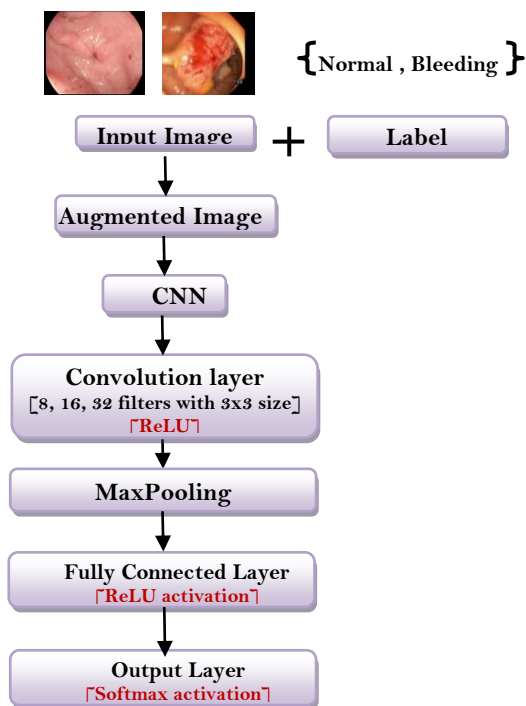 {Normal , Bleeding }
Input Image + Label
Augmented Image
CNN
Convolution layer
[8, 16, 32 filters with 3x3 size]
[ReLU]
MaxPooling
Fully Connected Layer
[ReLU activation]
Output Layer
[Softmax activation]